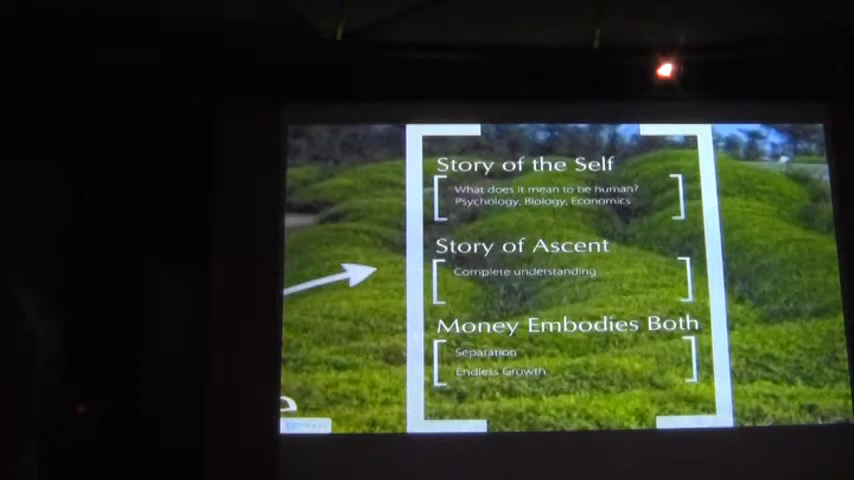 Story of the Self
What does it mean to be human?
Psychology, Biology, Economics
Story of Ascent
Complete understanding
Money Embodies Both
Separation
Endless Growth